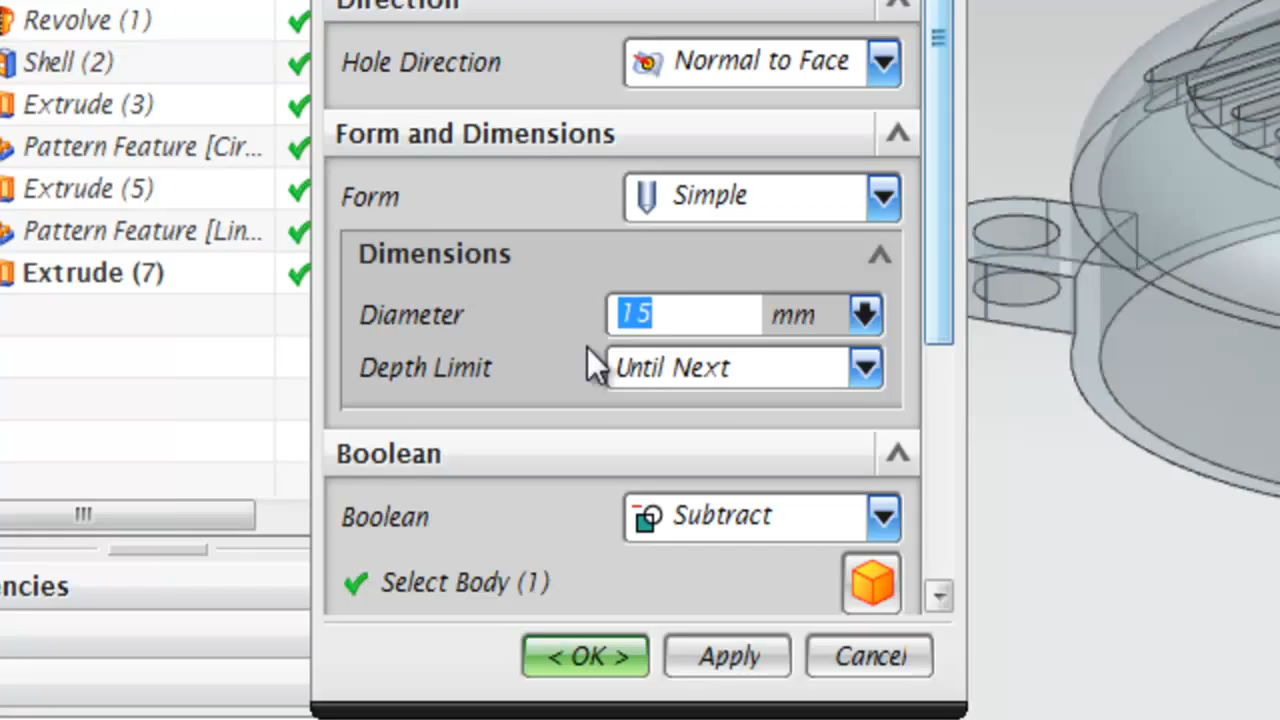 Direction
Revolve (1)
Hole Direction
Normal to Face
Shell (2)
Extrude (3)
Form and Dimensions
Pattern Feature [Cir...
Extrude (5)
Form
Simple
Pattern Feature [Lin...
Dimensions
Extrude (7)
Diameter
15
mm
Depth Limit
Until Next
Boolean
Boolean
Subtract
Select Body (1)
encies
< OK >
Apply
Cancel